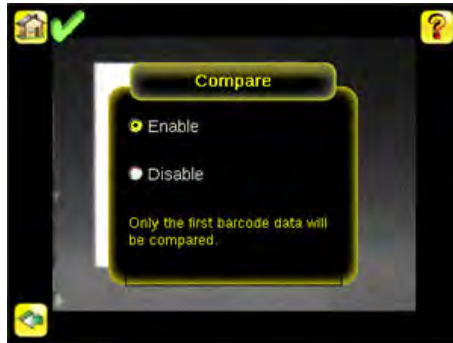 Compare
Enable
Disable
Only the first barcode data will
be compared.